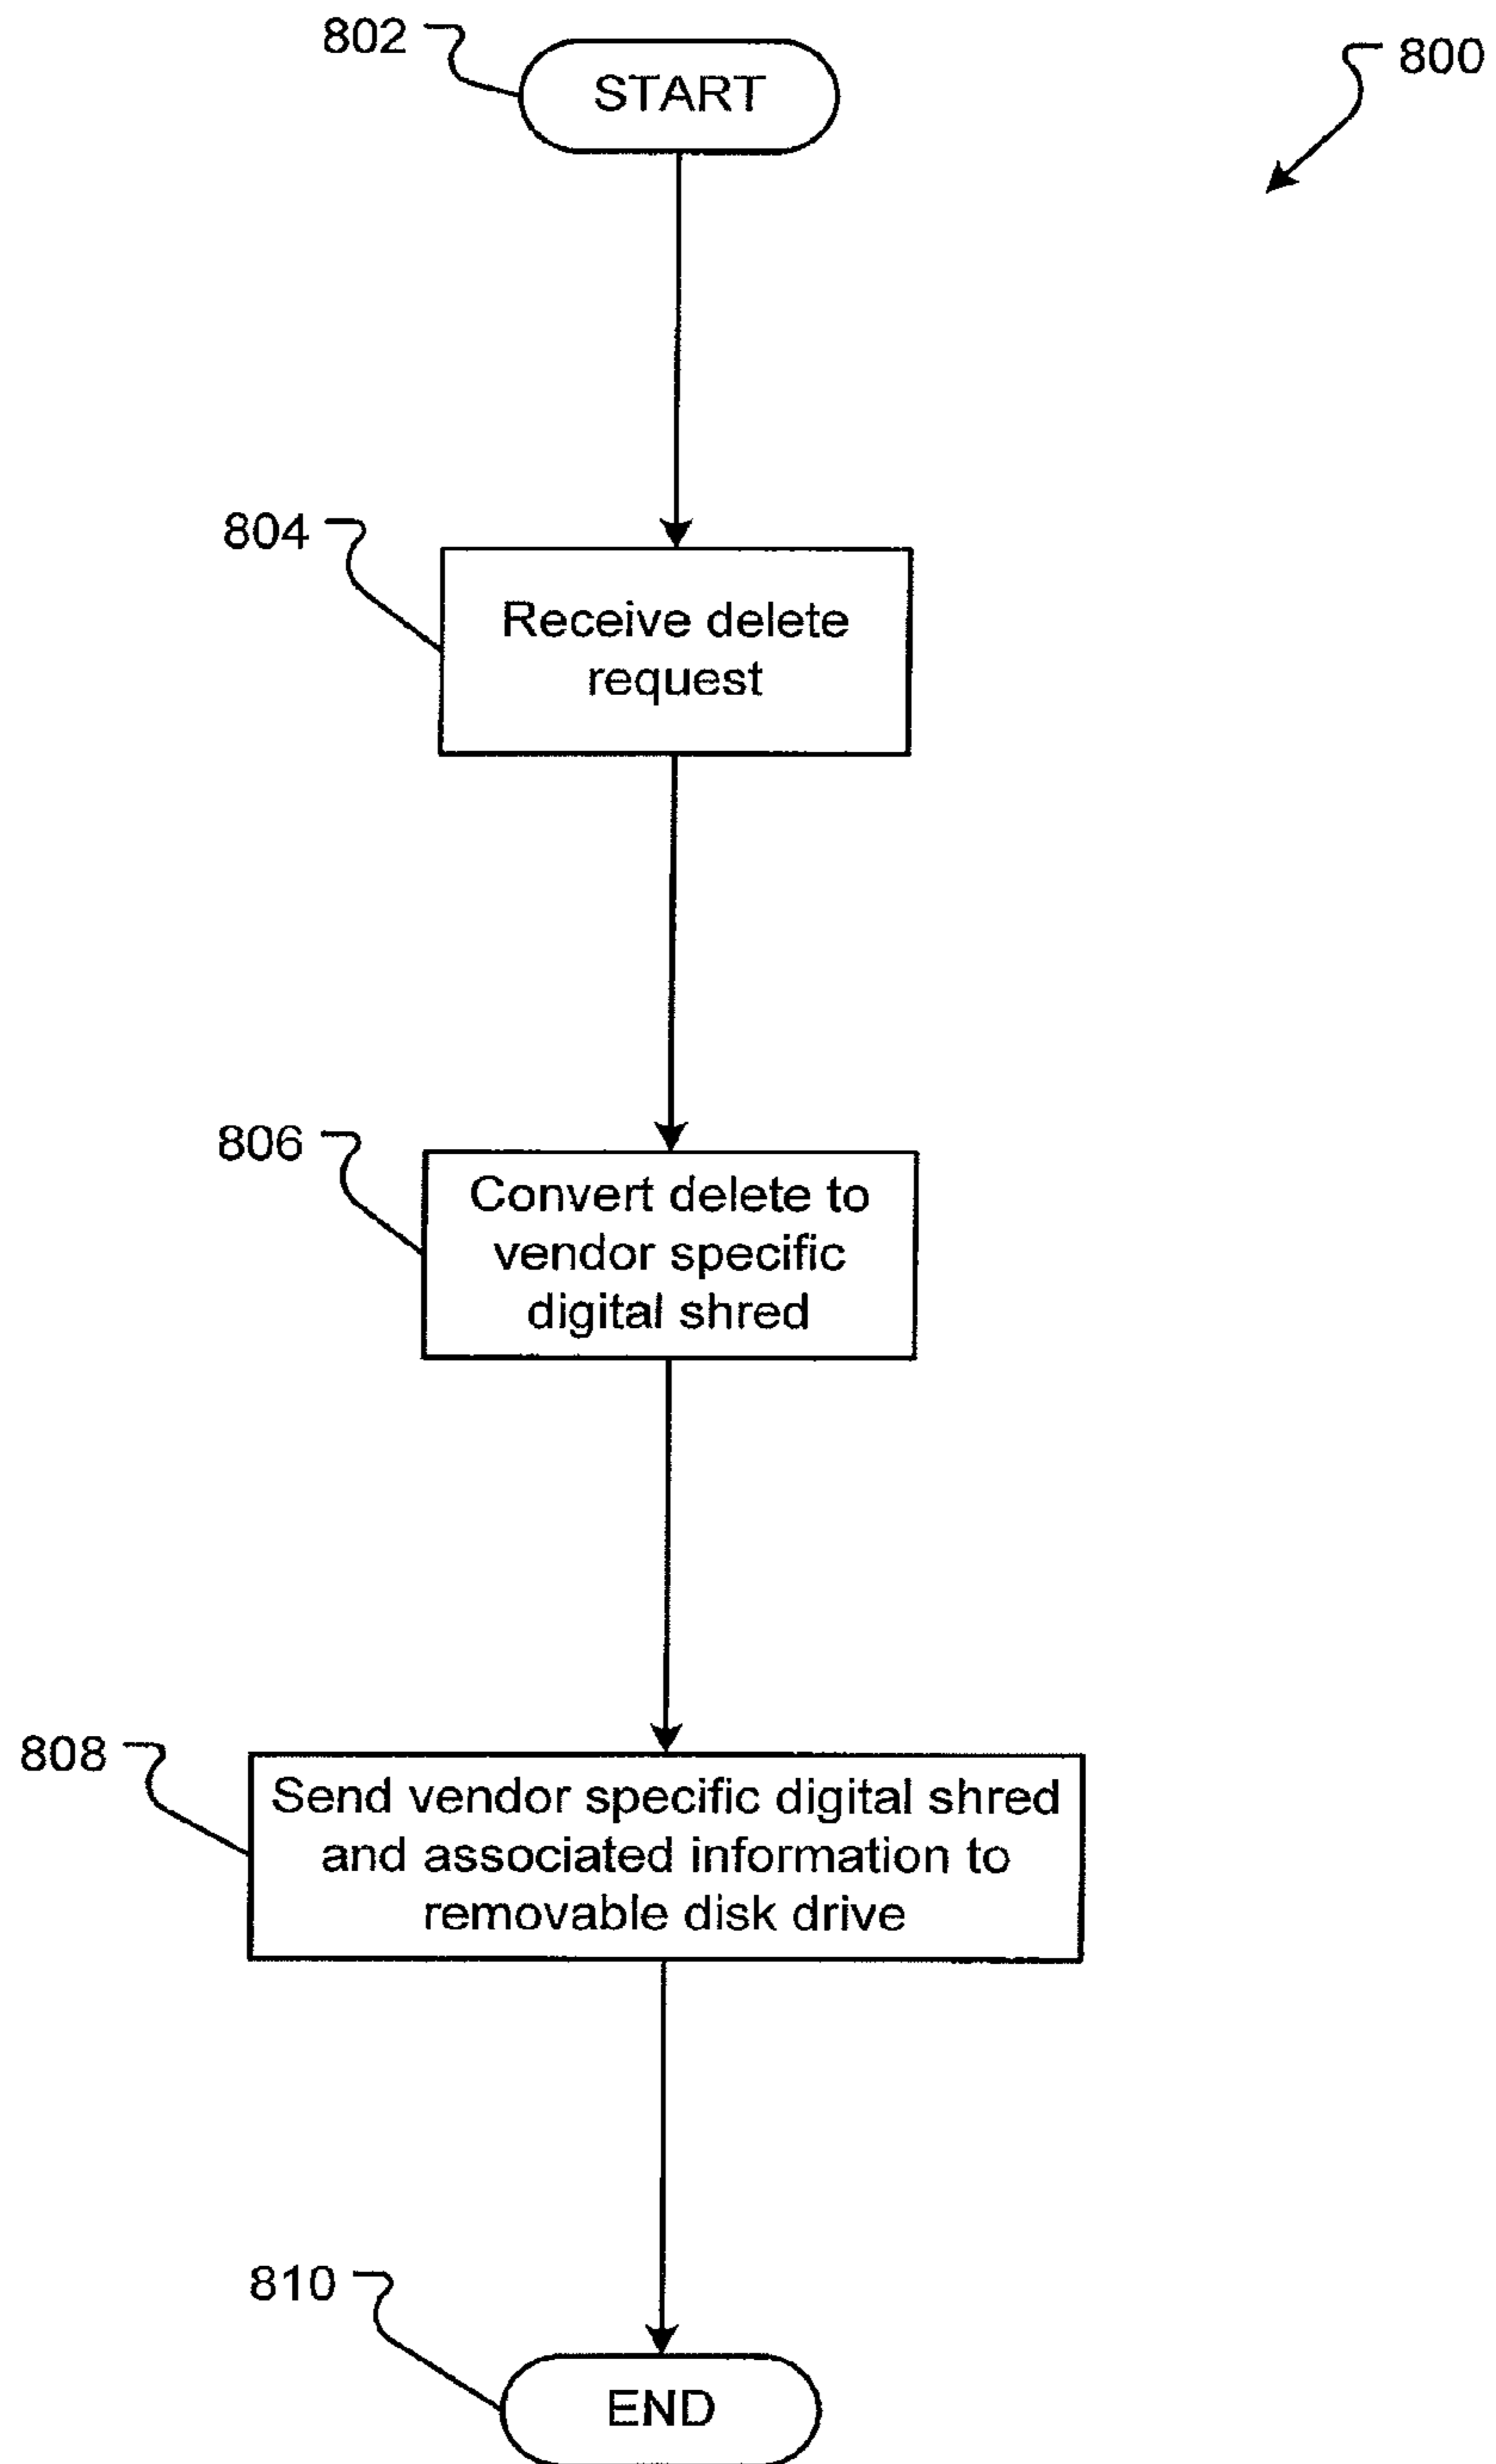 802
START
800
804
Receive delete
request
806
Convert delete to
vendor specific
digital shred
808
Send vendor specific digital shred
and associated information to
removable disk drive
810
END